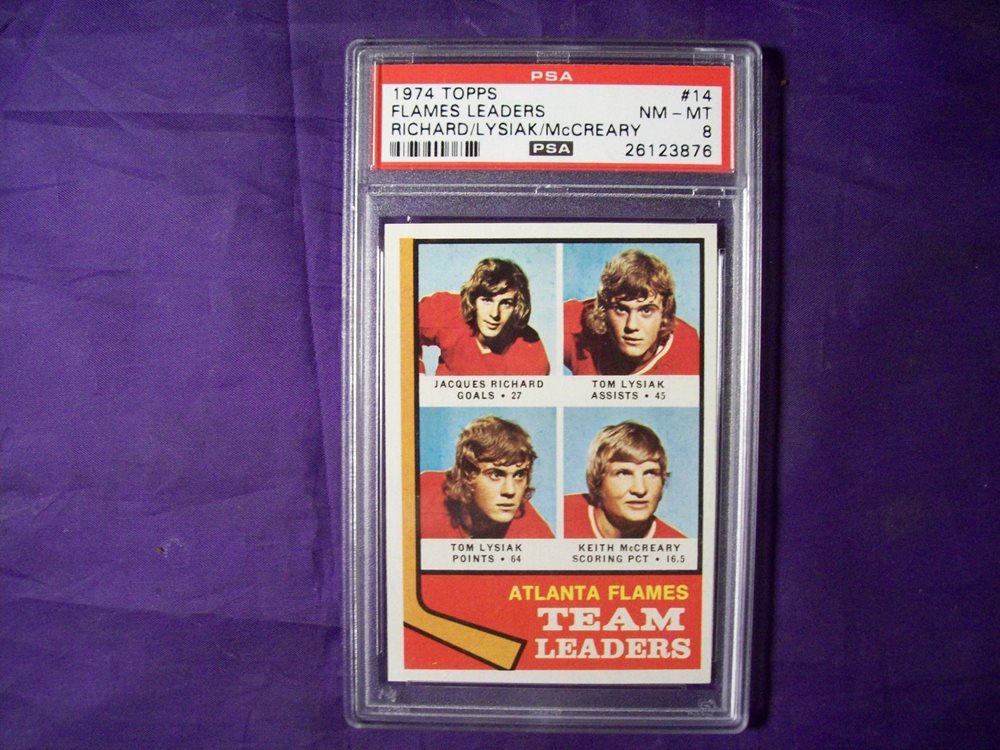 PSA
1974 TOPPS #14
FLAMES LEADERS NM - MT
RICHARD/LYSIAK/McCREARY 8
PSA 26123876
JACQUES RICHARD
GOALS • 27
TOM LYSIAK
ASSISTS • 45
TOM LYSIAK
POINTS • 64
KEITH McCREARY
SCORING PCT • 16.5
ATLANTA FLAMES
TEAM
LEADERS